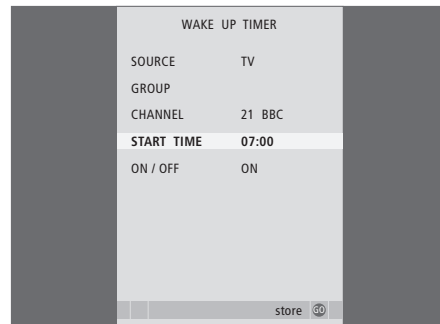 WAKE UP TIMER
SOURCE TV
GROUP
CHANNEL 21 BBC
START TIME 07:00
ON / OFF ON
store GO